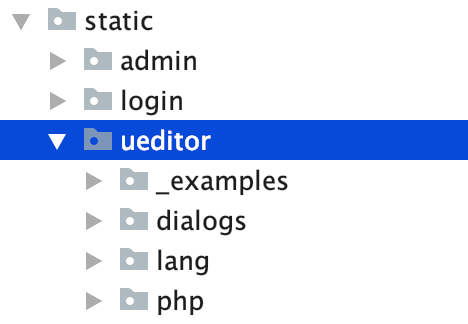 static
admin
login
ueditor
_examples
dialogs
lang
php